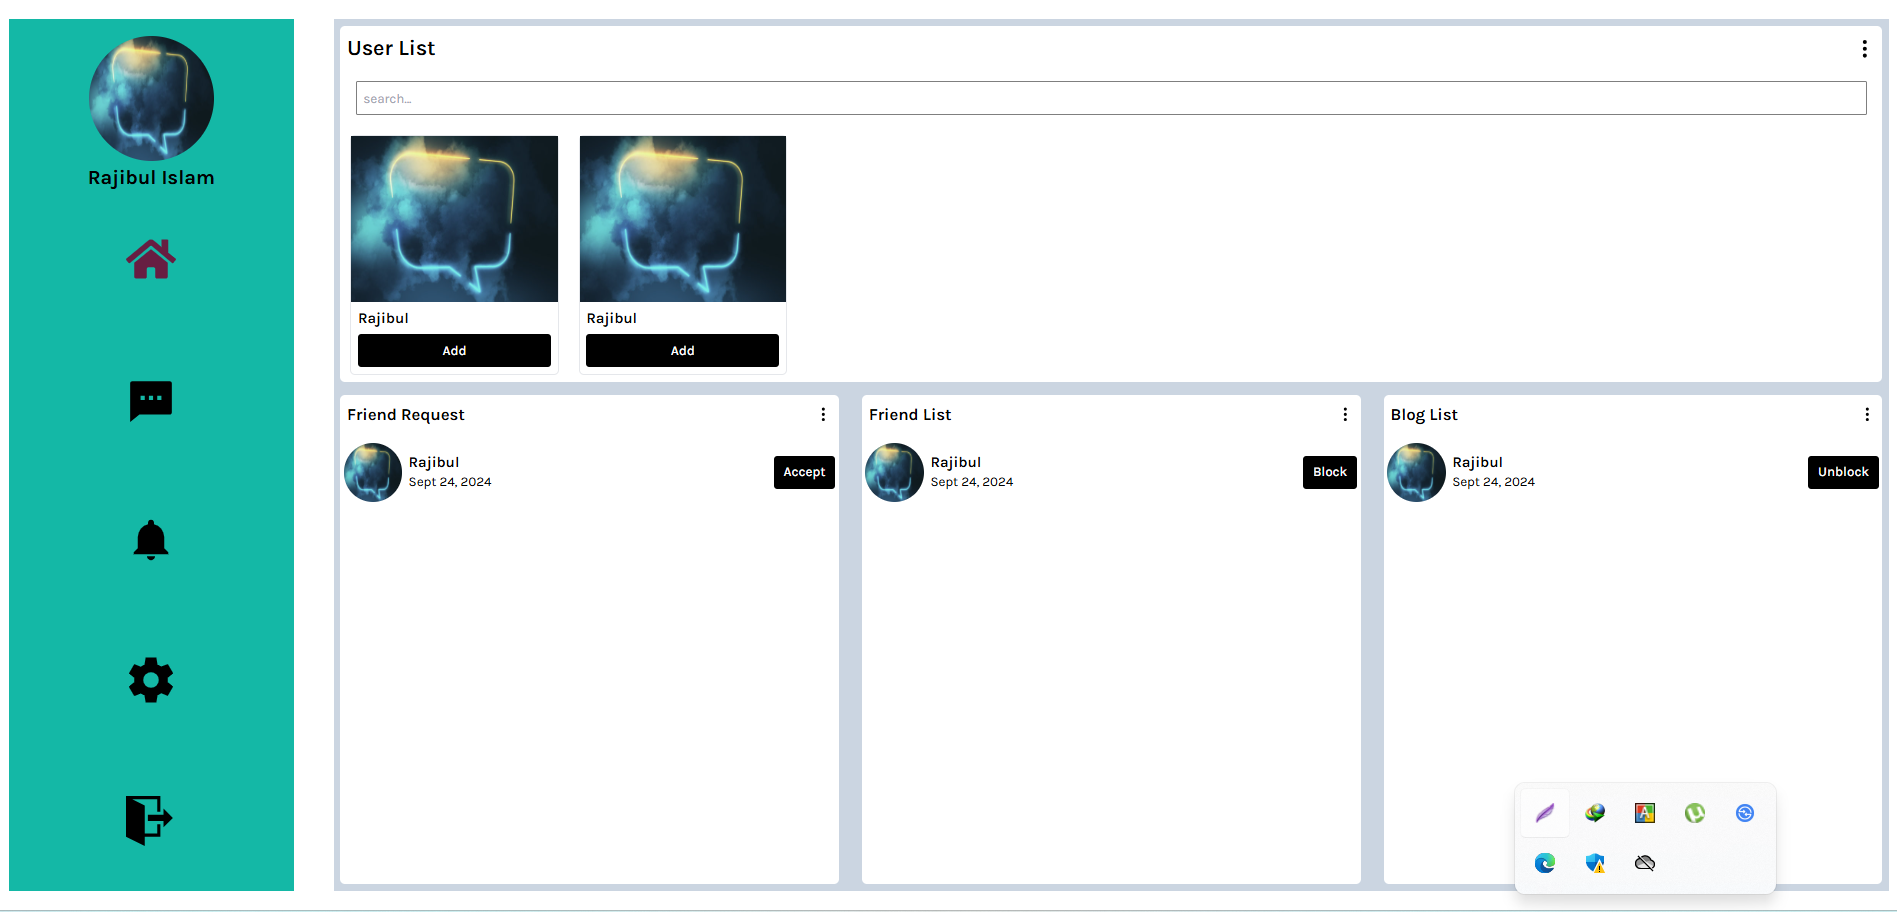 Rajibul Islam
User List
search...
Rajibul
Add
Rajibul
Add
Friend Request
Rajibul
Sept 24, 2024
Accept
Friend List
Rajibul
Sept 24, 2024
Block
Blog List
Rajibul
Sept 24, 2024
Unblock